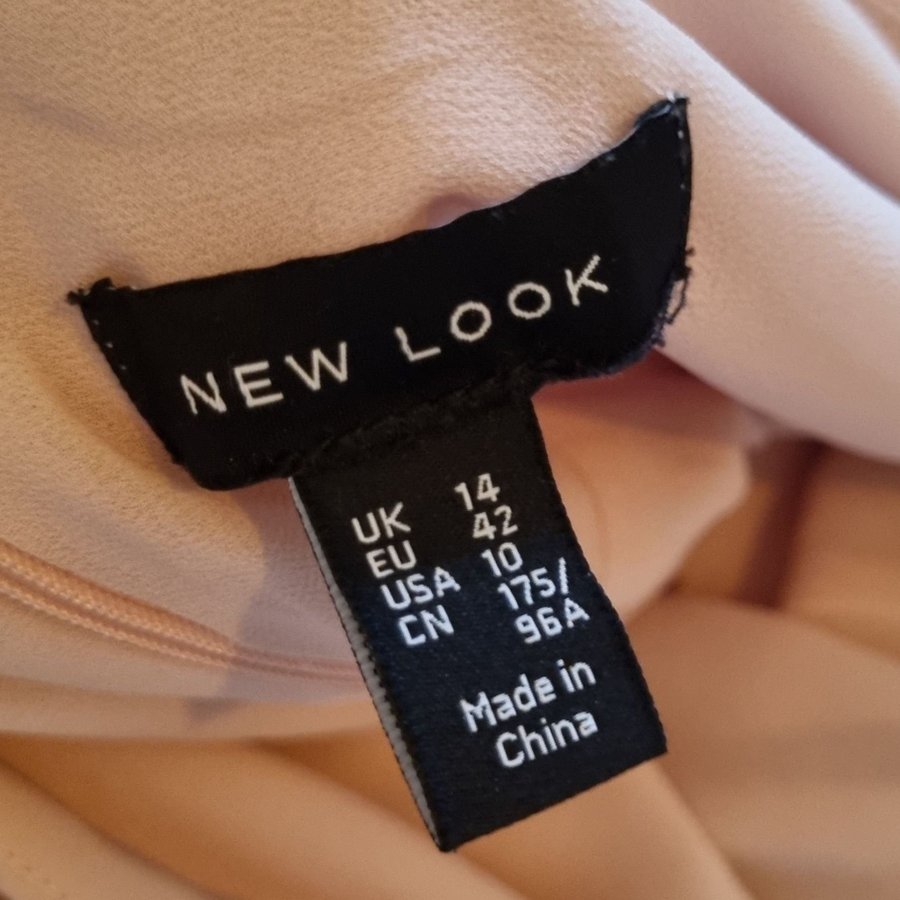 NEW LOOK
UK 14
EU 42
USA 10
CN 175/
96A
Made in
China